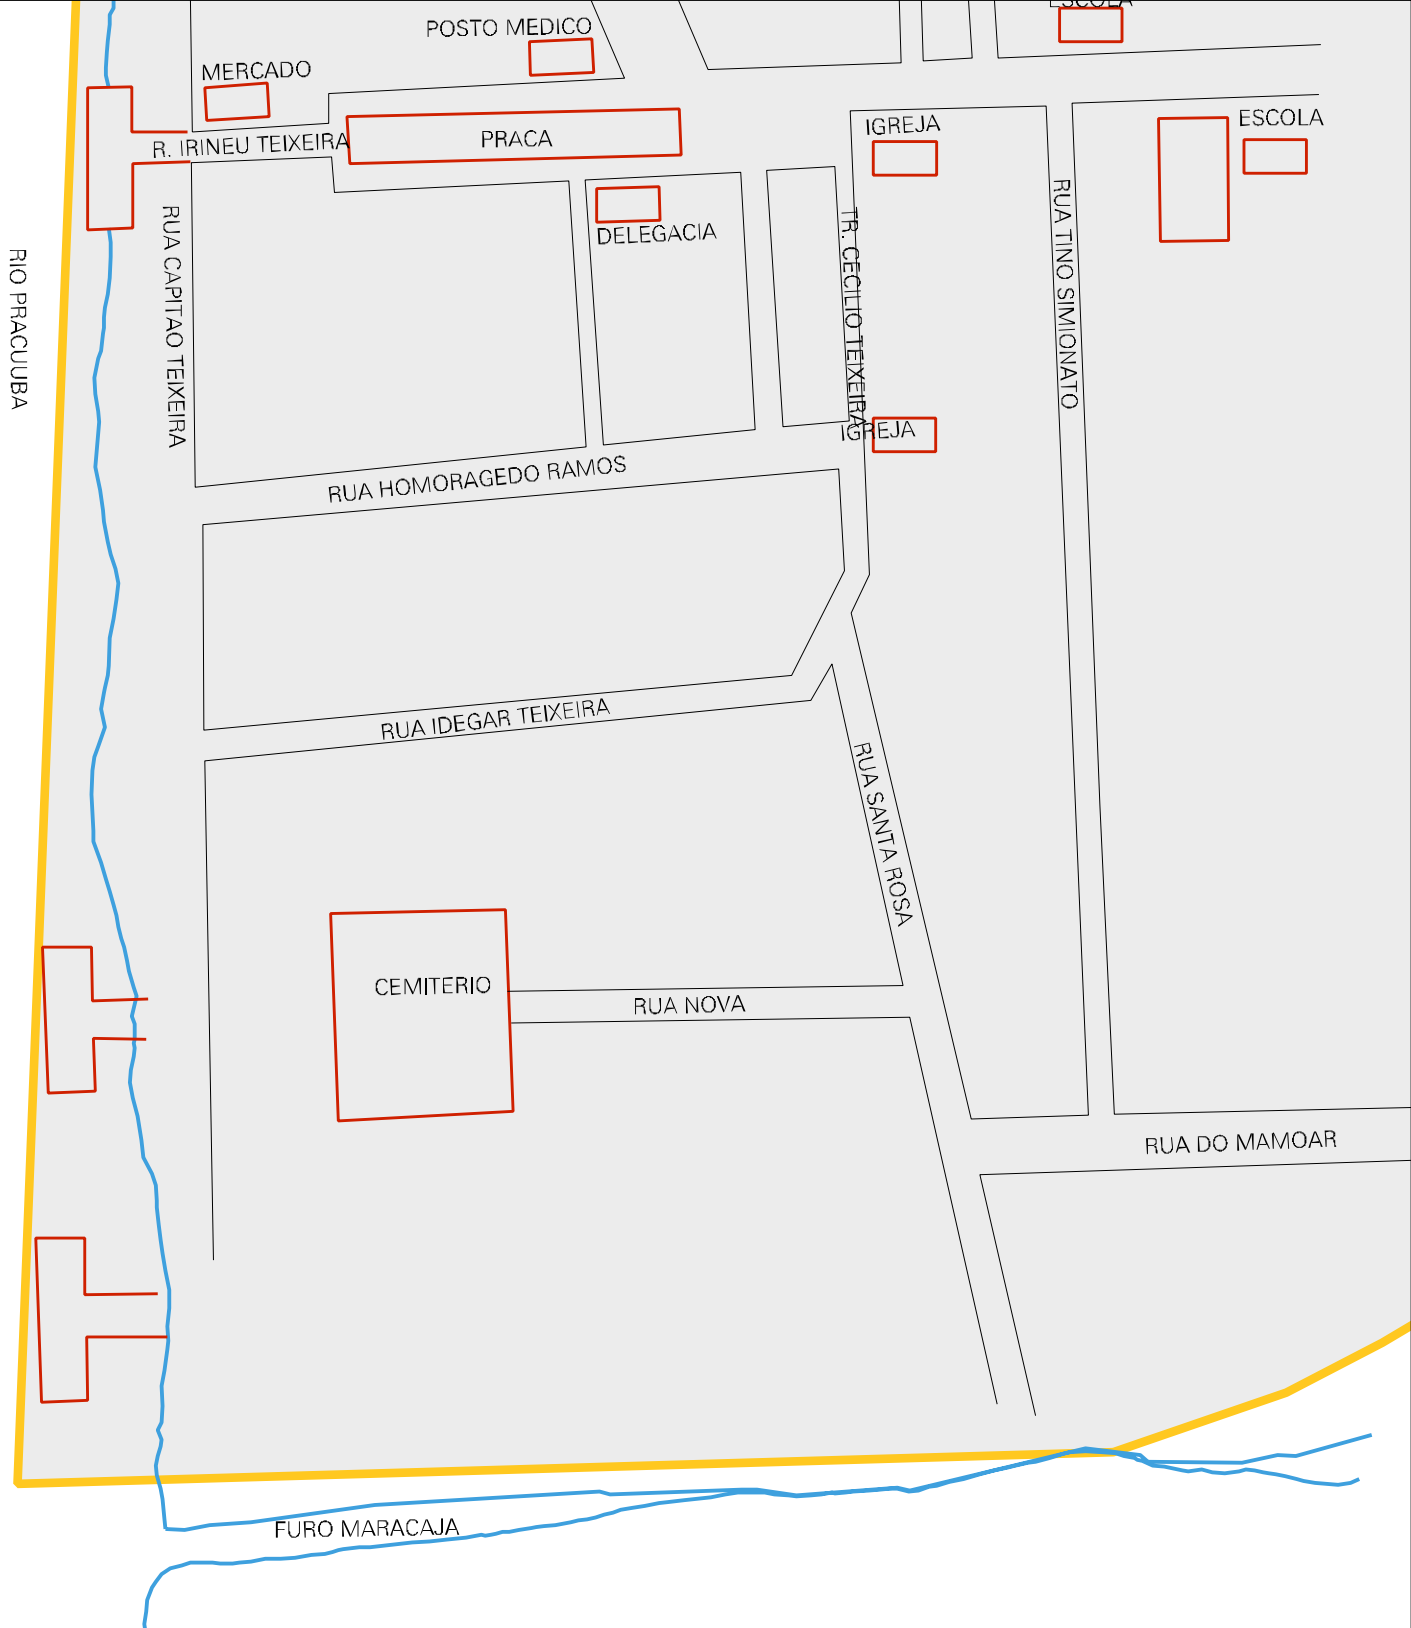 ESCOLA
POSTO MEDICO
MERCADO
R. IRINEU TEIXEIRA
PRACA
IGREJA
ESCOLA
DELEGACIA
RIO PRACUUBA
RUA CAPITAO TEIXEIRA
TR. CECILIO TEIXEIRA
RUA TINO SIMIONATO
IGREJA
RUA HOMORAGEDO RAMOS
RUA IDEGAR TEIXEIRA
RUA SANTA ROSA
CEMITERIO
RUA NOVA
RUA DO MAMOAR
FURO MARACAJA